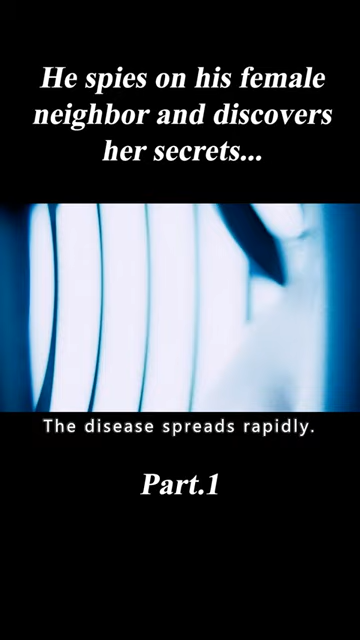 He spies on his female
neighbor and discovers
her secrets...
The disease spreads rapidly.
Part.1